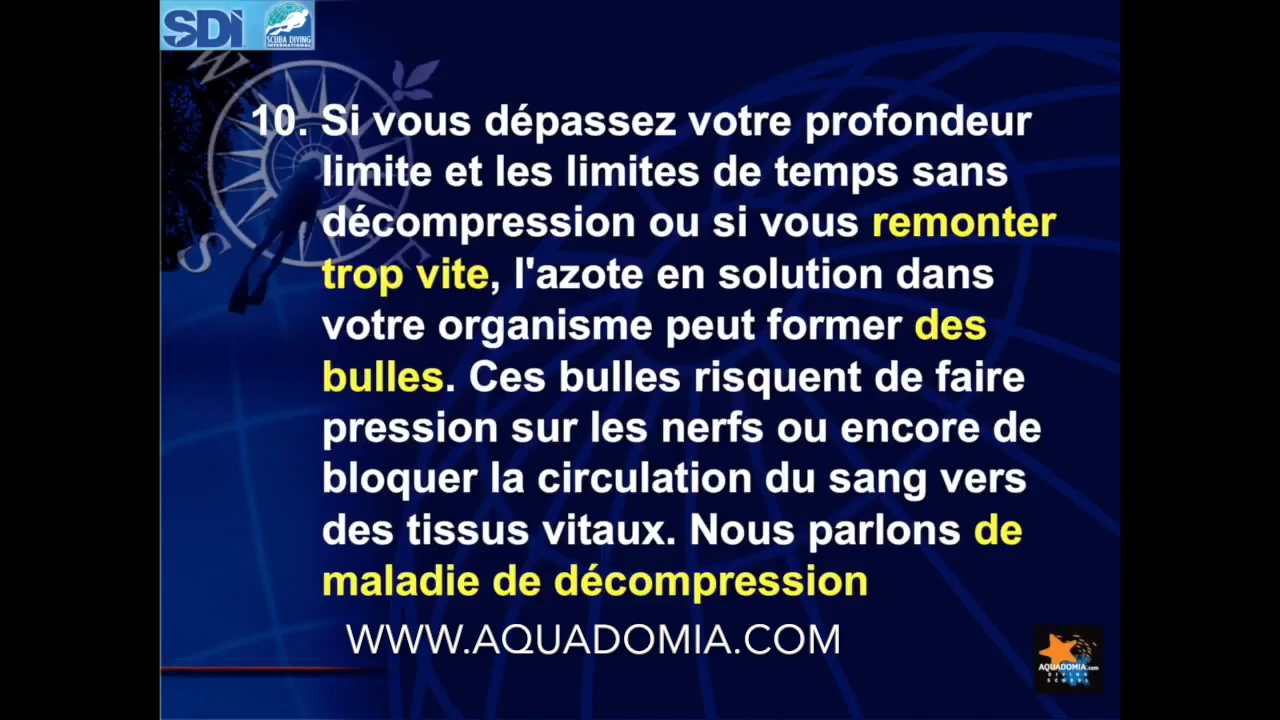 SDI
SCUBA DIVING
INTERNATIONAL
W
10. Si vous dépassez votre profondeur
limite et les limites de temps sans
décompression ou si vous remonter
trop vite, l'azote en solution dans
votre organisme peut former des
bulles. Ces bulles risquent de faire
pression sur les nerfs ou encore de
bloquer la circulation du sang vers
des tissus vitaux. Nous parlons de
maladie de décompression
S
E
WWW.AQUADOMIA.COM
AQUADOMIA.com
DIVING
SCHOOL